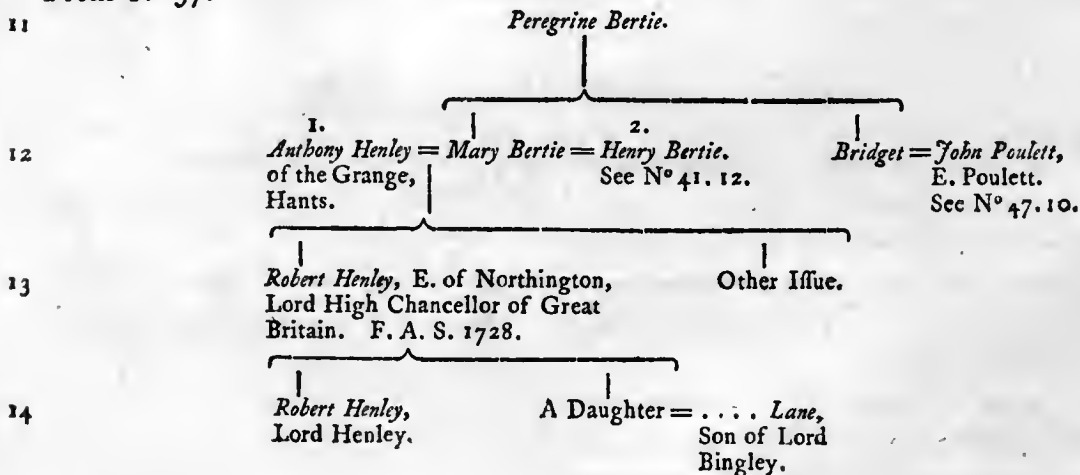 11 Peregrine Bertie.
1. 2.
12 Anthony Henley = Mary Bertie = Henry Bertie. Bridget = John Poulett,
of the Grange, See No 41. 12. E. Poulett.
Hants. See No 47. 10.
13 Robert Henley, E. of Northington, Other Iſſue.
Lord High Chancellor of Great
Britain. F. A. S. 1728.
14 Robert Henley, A Daughter = . . . . Lane,
Lord Henley. Son of Lord
Bingley.